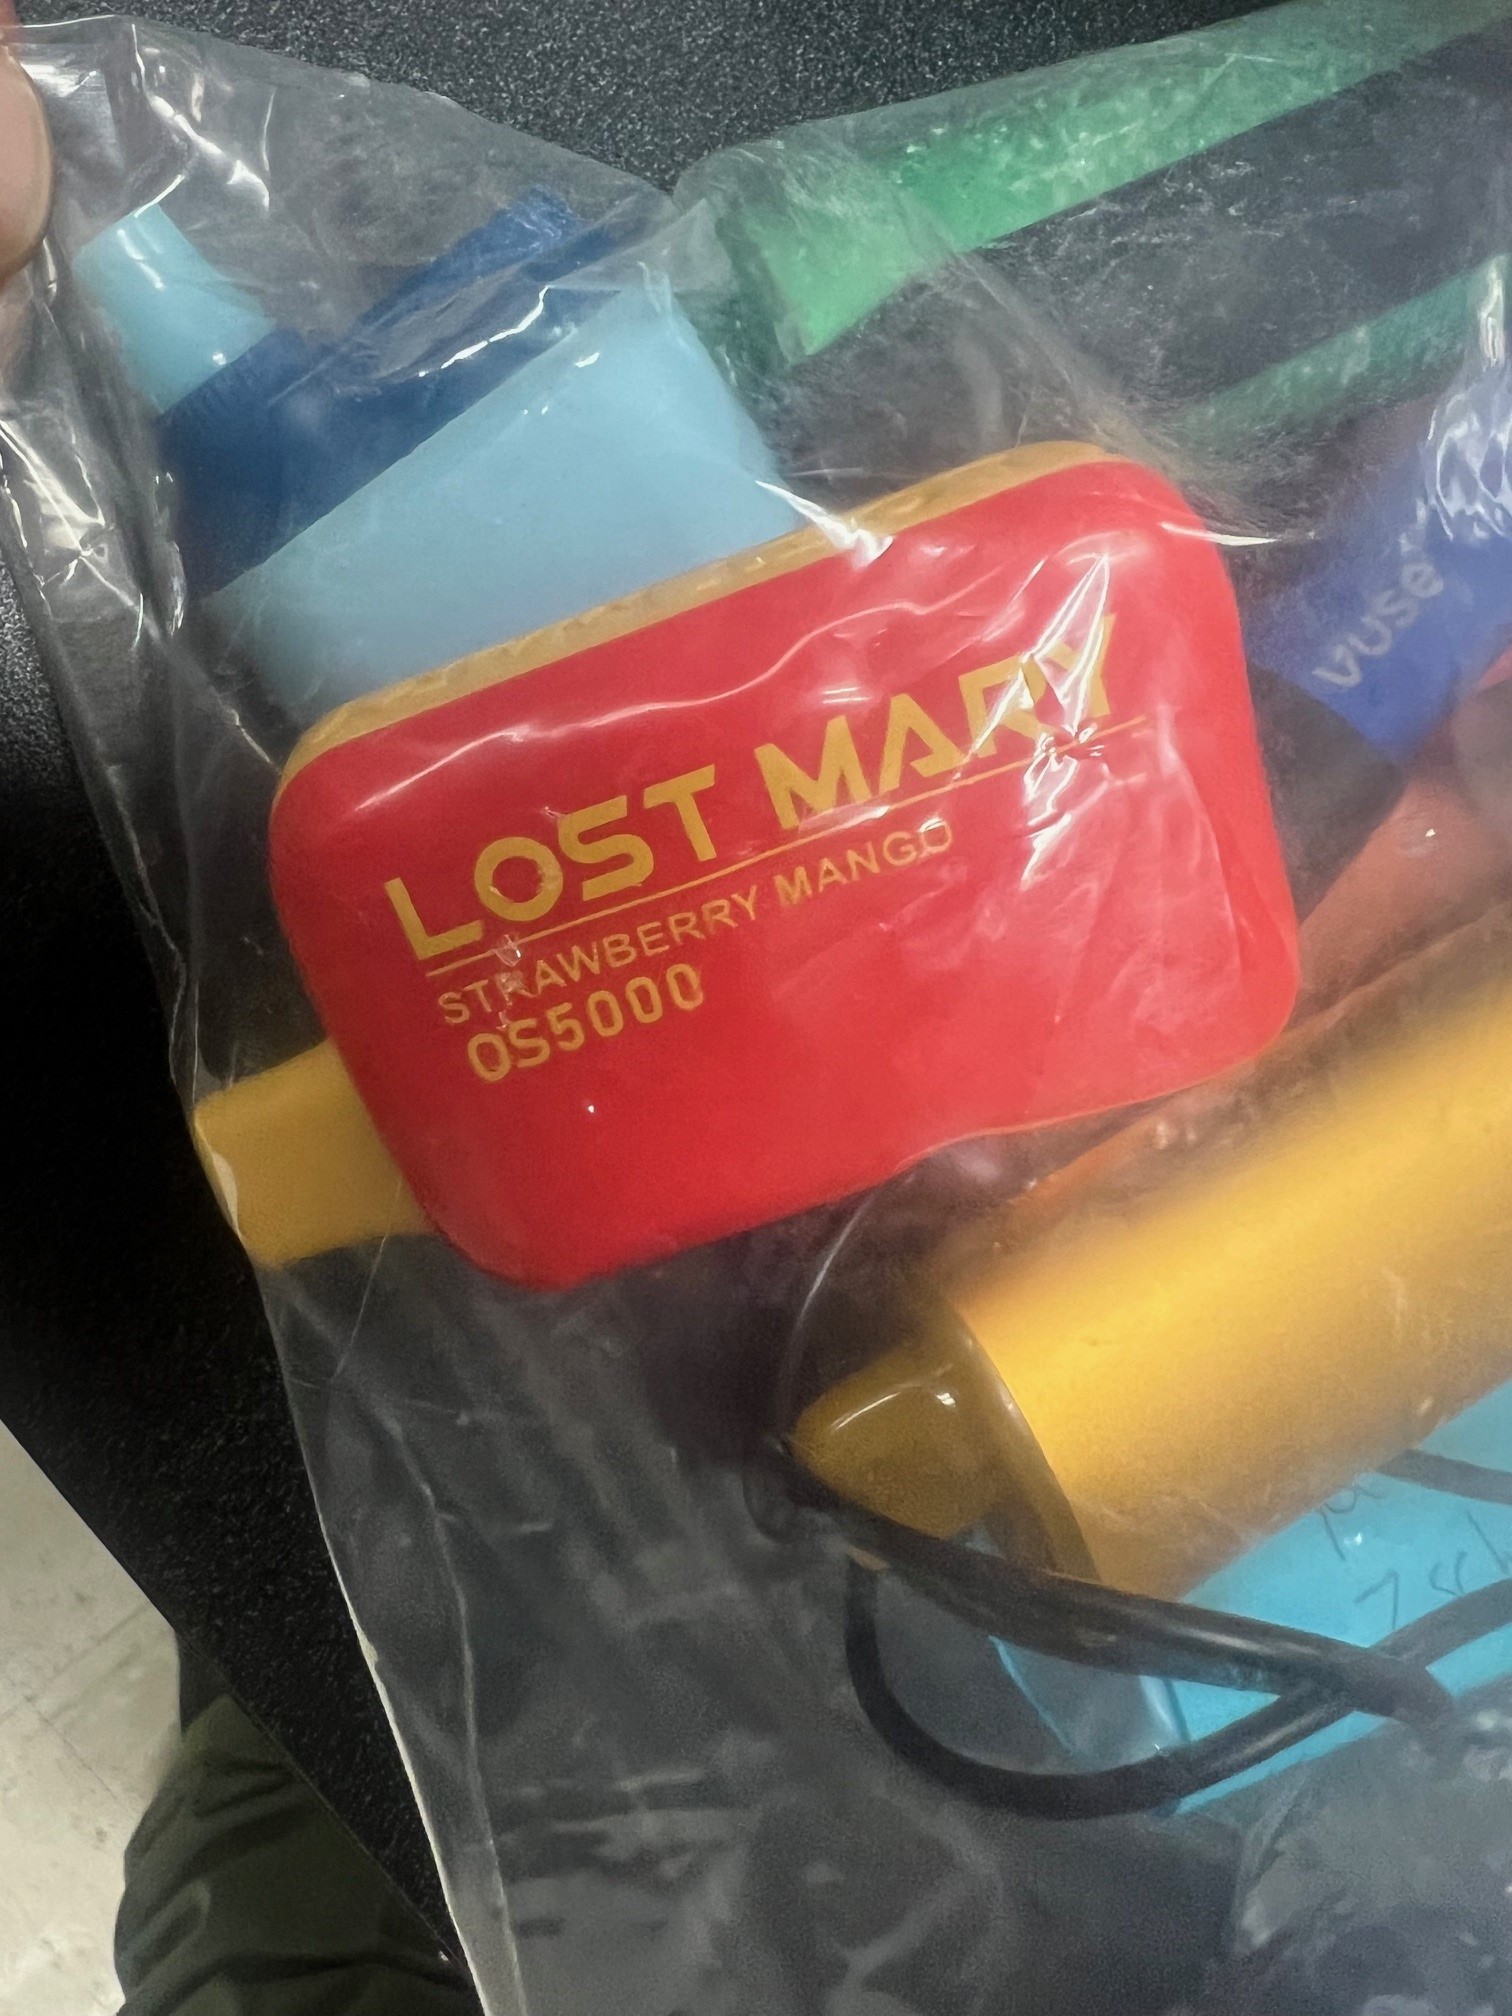 LOST MARY
STRAWBERRY MANGO
OS5000
vuse